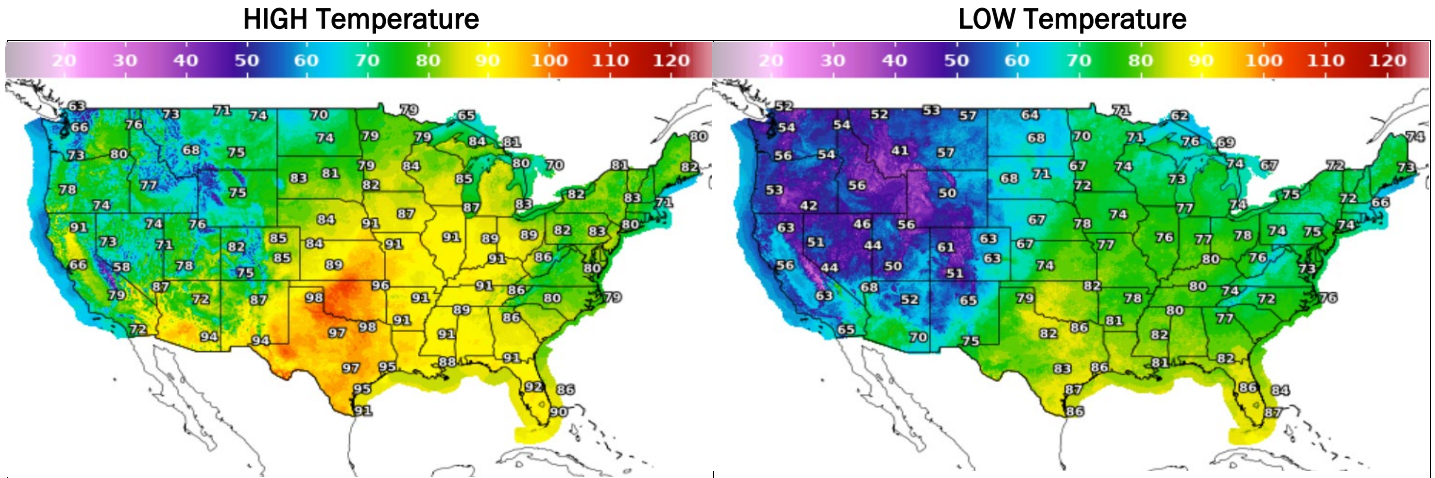 HIGH Temperature LOW Temperature
20 30 40 50 60 70 80 90 100 110 120 20 30 40 50 60 70 80 90 100 110 120
63 73 71 74 70 79 65 52 52 53 57 64 71 62
66 76 74 79 79 84 81 80 54 54 68 70 71 76 69 74
73 80 68 75 79 84 80 70 81 82 56 54 41 57 67 74 74 67 72 73
78 77 75 83 81 82 85 82 83 53 56 50 68 71 72 73 75 72
74 87 87 83 71 42 74 77 74 66
91 74 76 84 91 82 83 80 63 46 56 67 78 74 75 74
73 71 82 85 84 91 91 89 89 51 44 61 63 67 77 76 77 78
66 58 78 75 85 89 91 86 80 56 44 50 51 63 74 80 76 73
79 87 72 87 98 96 91 91 86 80 79 63 68 52 65 79 82 78 80 74 72 76
72 94 94 97 98 91 91 89 86 65 70 75 82 86 81 82 80 77
97 95 88 91 83 86 81 82
95 92 86 87 86 84
91 90 86 87